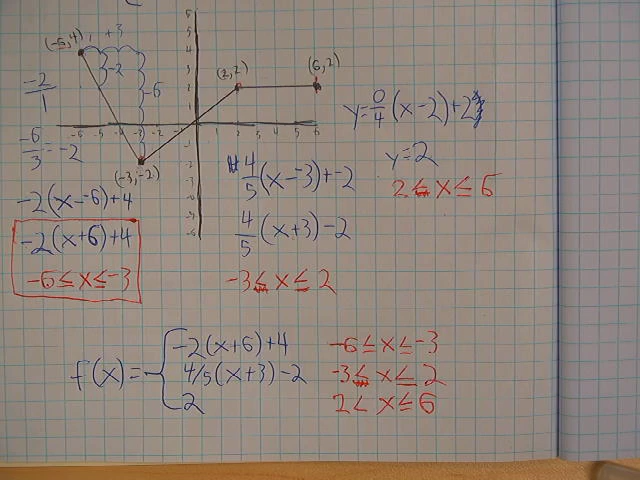 (-6,4) +3
-2
-6
(-3,-2)
(2,2)
(6,2)
-2/1
-6/3 = -2
-2(x--6)+4
-2(x+6)+4
-6≤x≤-3
4/5(x--3)+-2
4/5(x+3)-2
-3≤x≤2
y=0/4(x-2)+2
y=2
2≤x≤6
f(x)={
-2(x+6)+4 -6≤x≤-3
4/5(x+3)-2 -3≤x≤2
2 2<x≤6